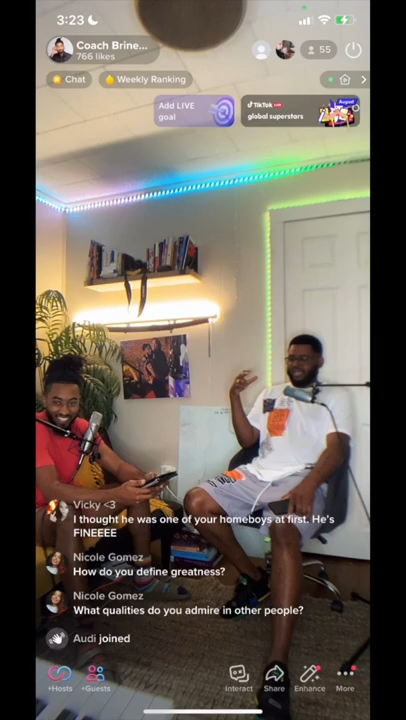 3:23
Coach Brine...
766 likes
55
Chat
Weekly Ranking
Add LIVE
goal
TikTok LIVE
global superstars
August
Vicky <3
I thought he was one of your homeboys at first. He's
FINEEEE
Nicole Gomez
How do you define greatness?
Nicole Gomez
What qualities do you admire in other people?
Audi joined
+Hosts
+Guests
Interact
Share
Enhance
More